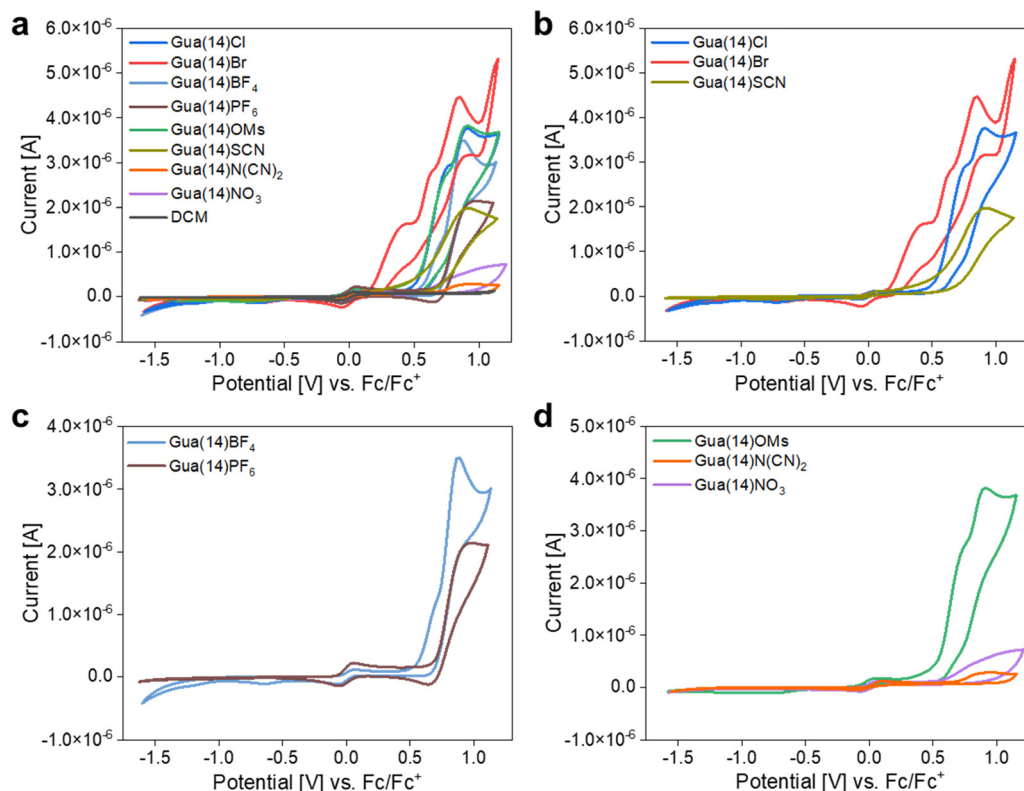 a
6.0×10⁻⁶
5.0×10⁻⁶
4.0×10⁻⁶
3.0×10⁻⁶
2.0×10⁻⁶
1.0×10⁻⁶
0.0
-1.0×10⁻⁶
Current [A]
Gua(14)Cl
Gua(14)Br
Gua(14)BF₄
Gua(14)PF₆
Gua(14)OMs
Gua(14)SCN
Gua(14)N(CN)₂
Gua(14)NO₃
DCM
-1.5 -1.0 -0.5 0.0 0.5 1.0
Potential [V] vs. Fc/Fc⁺
b
6.0×10⁻⁶
5.0×10⁻⁶
4.0×10⁻⁶
3.0×10⁻⁶
2.0×10⁻⁶
1.0×10⁻⁶
0.0
-1.0×10⁻⁶
Current [A]
Gua(14)Cl
Gua(14)Br
Gua(14)SCN
-1.5 -1.0 -0.5 0.0 0.5 1.0
Potential [V] vs. Fc/Fc⁺
c
4.0×10⁻⁶
3.0×10⁻⁶
2.0×10⁻⁶
1.0×10⁻⁶
0.0
-1.0×10⁻⁶
Current [A]
Gua(14)BF₄
Gua(14)PF₆
-1.5 -1.0 -0.5 0.0 0.5 1.0
Potential [V] vs. Fc/Fc⁺
d
5.0×10⁻⁶
4.0×10⁻⁶
3.0×10⁻⁶
2.0×10⁻⁶
1.0×10⁻⁶
0.0
-1.0×10⁻⁶
Current [A]
Gua(14)OMs
Gua(14)N(CN)₂
Gua(14)NO₃
-1.5 -1.0 -0.5 0.0 0.5 1.0
Potential [V] vs. Fc/Fc⁺